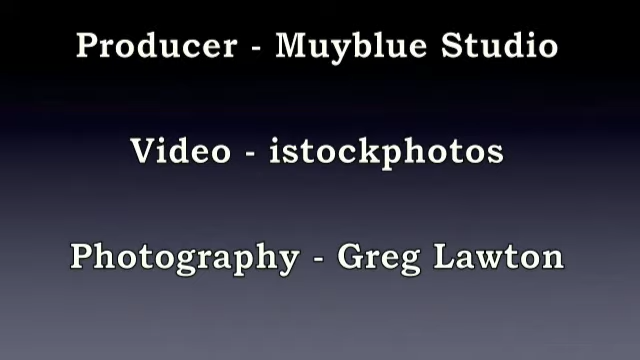 Producer - Muyblue Studio
Video - istockphotos
Photography - Greg Lawton